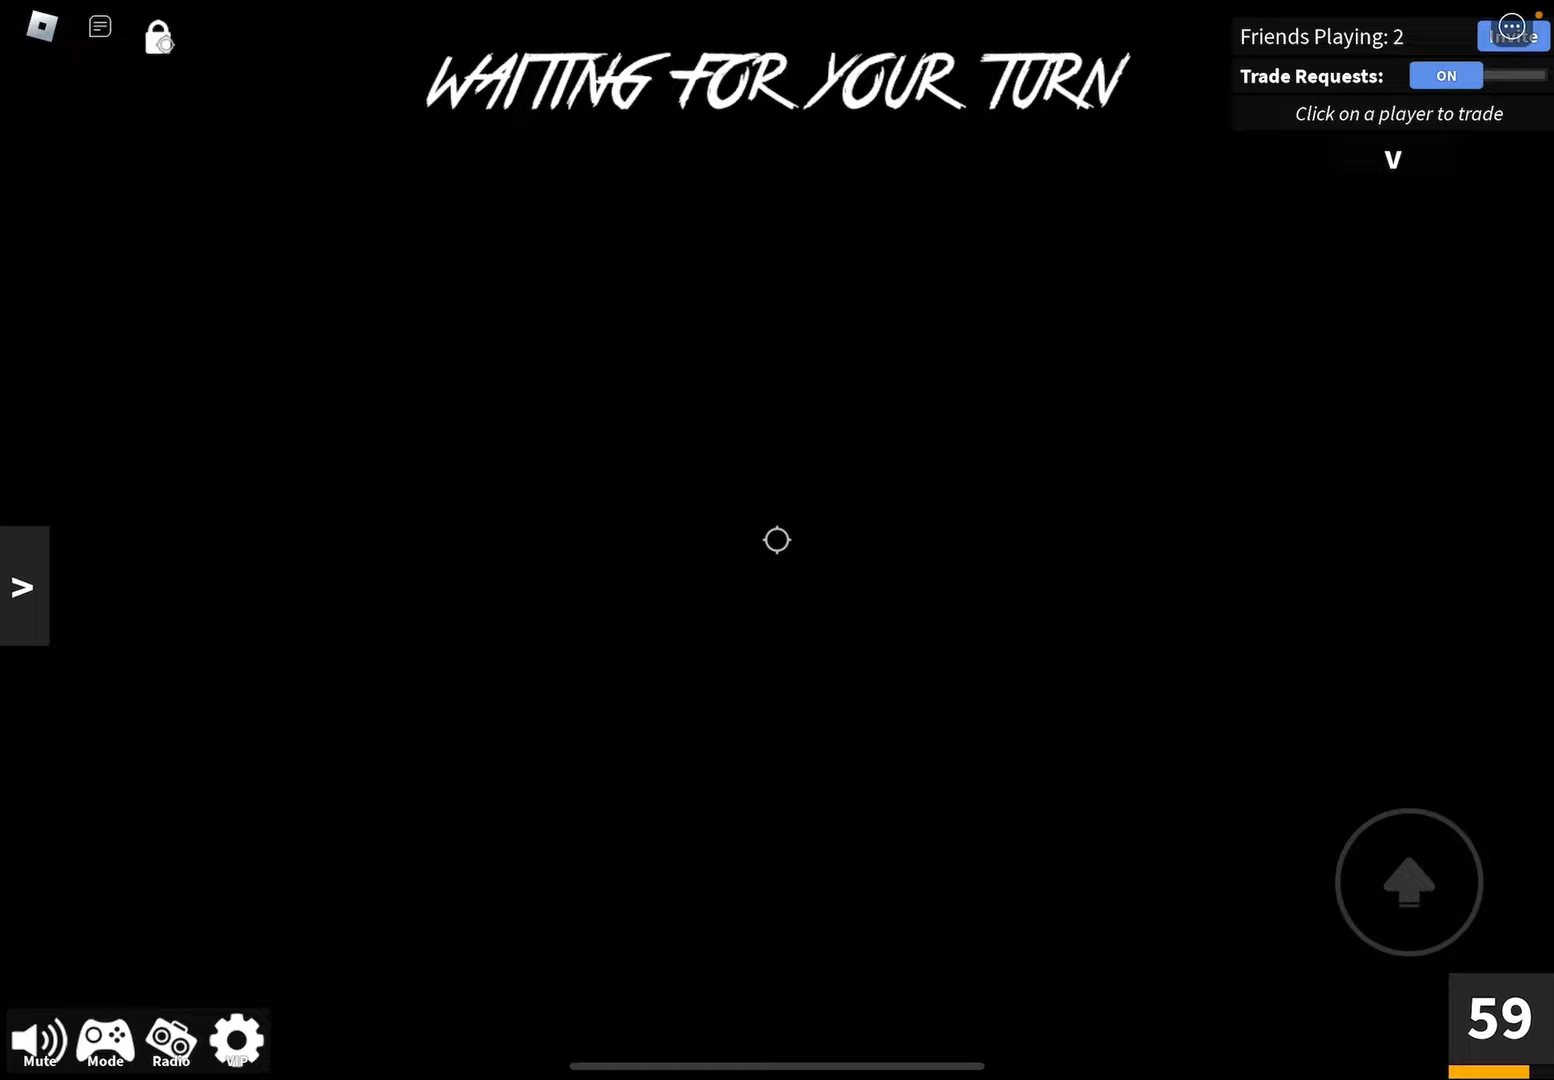 WAITING FOR YOUR TURN
Friends Playing: 2
Invite
Trade Requests:
ON
Click on a player to trade
V
>
Mute
Mode
Radio
VIP
59